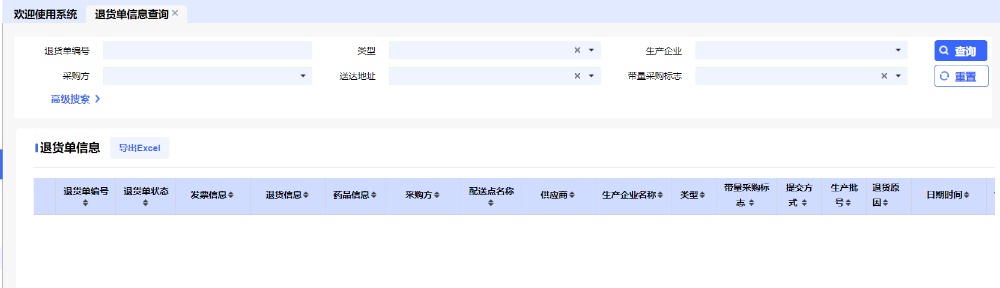 欢迎使用系统 退货单信息查询
退货单编号 类型 生产企业 查询
采购方 送达地址 带量采购标志 重置
高级搜索
退货单信息 导出Excel
退货单编号 退货单状态 发票信息 退货信息 药品信息 采购方 配送点名称 供应商 生产企业名称 类型 带量采购标志 提交方式 生产批号 退货原因 日期时间